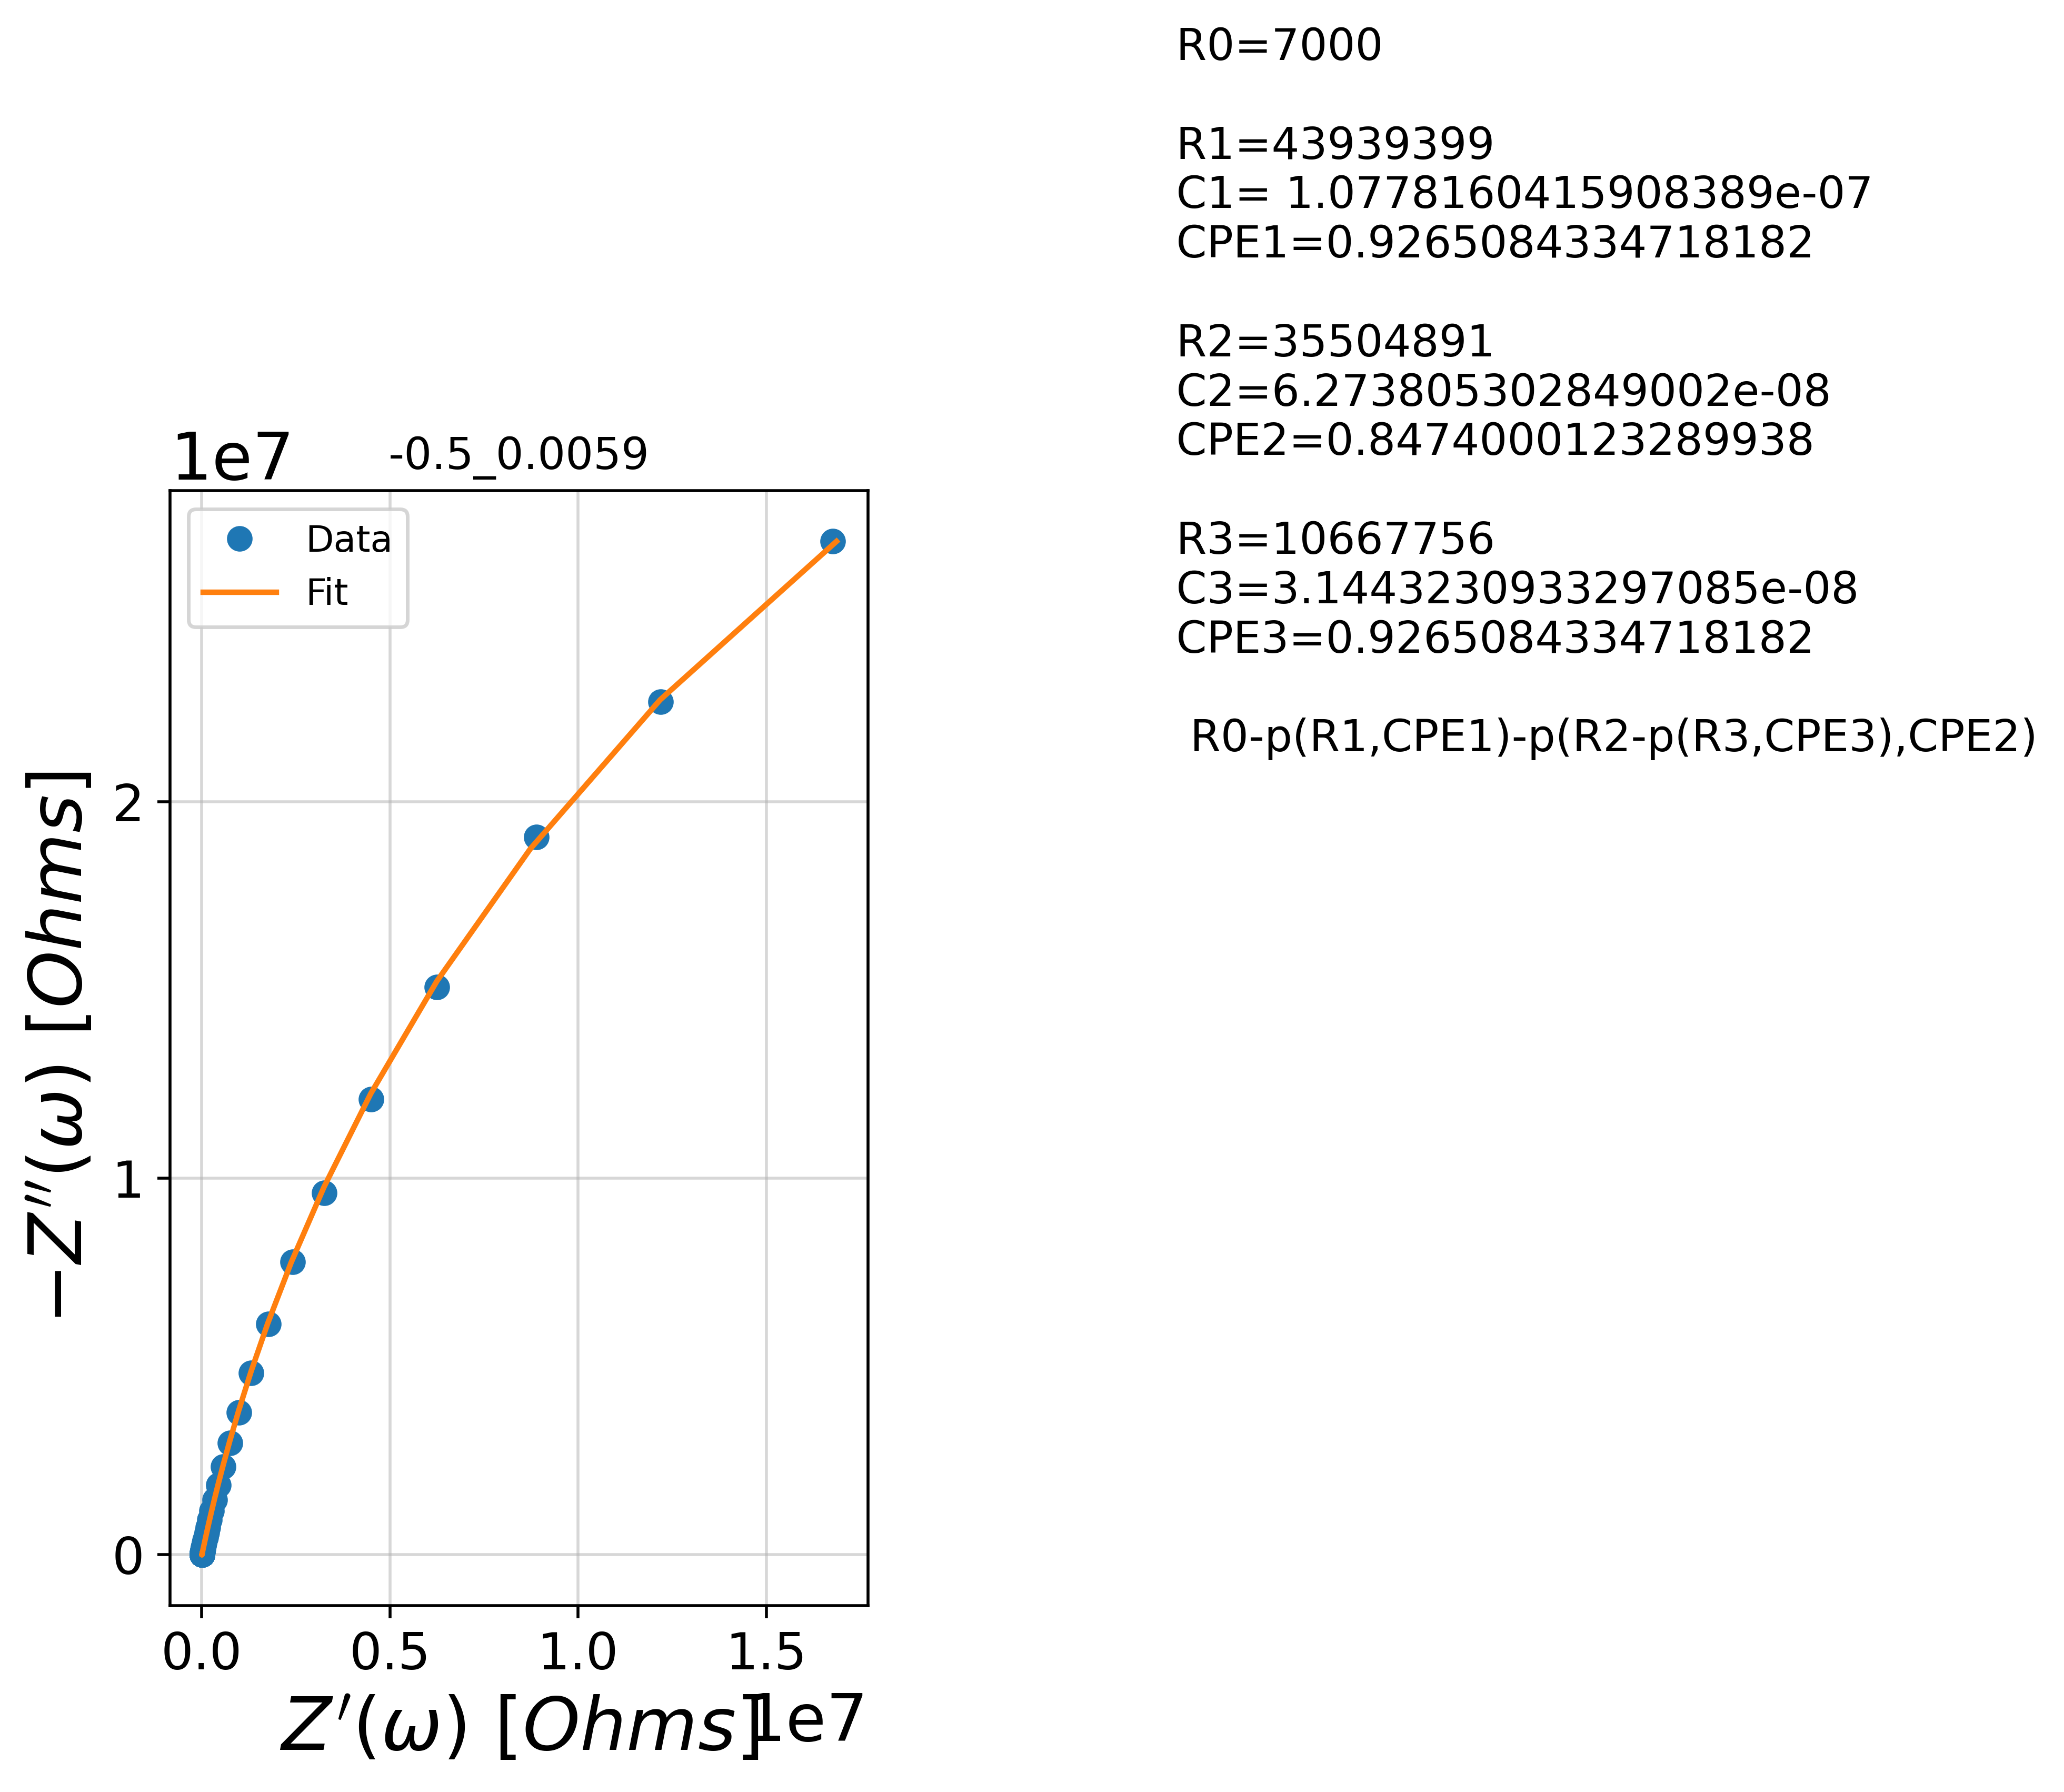 R0=7000
R1=43939399
C1= 1.0778160415908389e-07
CPE1=0.9265084334718182
R2=35504891
C2=6.273805302849002e-08
CPE2=0.8474000123289938
R3=10667756
C3=3.1443230933297085e-08
CPE3=0.9265084334718182
R0-p(R1,CPE1)-p(R2-p(R3,CPE3),CPE2)
1e7
-0.5_0.0059
Data
Fit
2
1
0
−Z′′(ω) [Ohms]
0.0 0.5 1.0 1.5
Z′(ω) [Ohms]
1e7